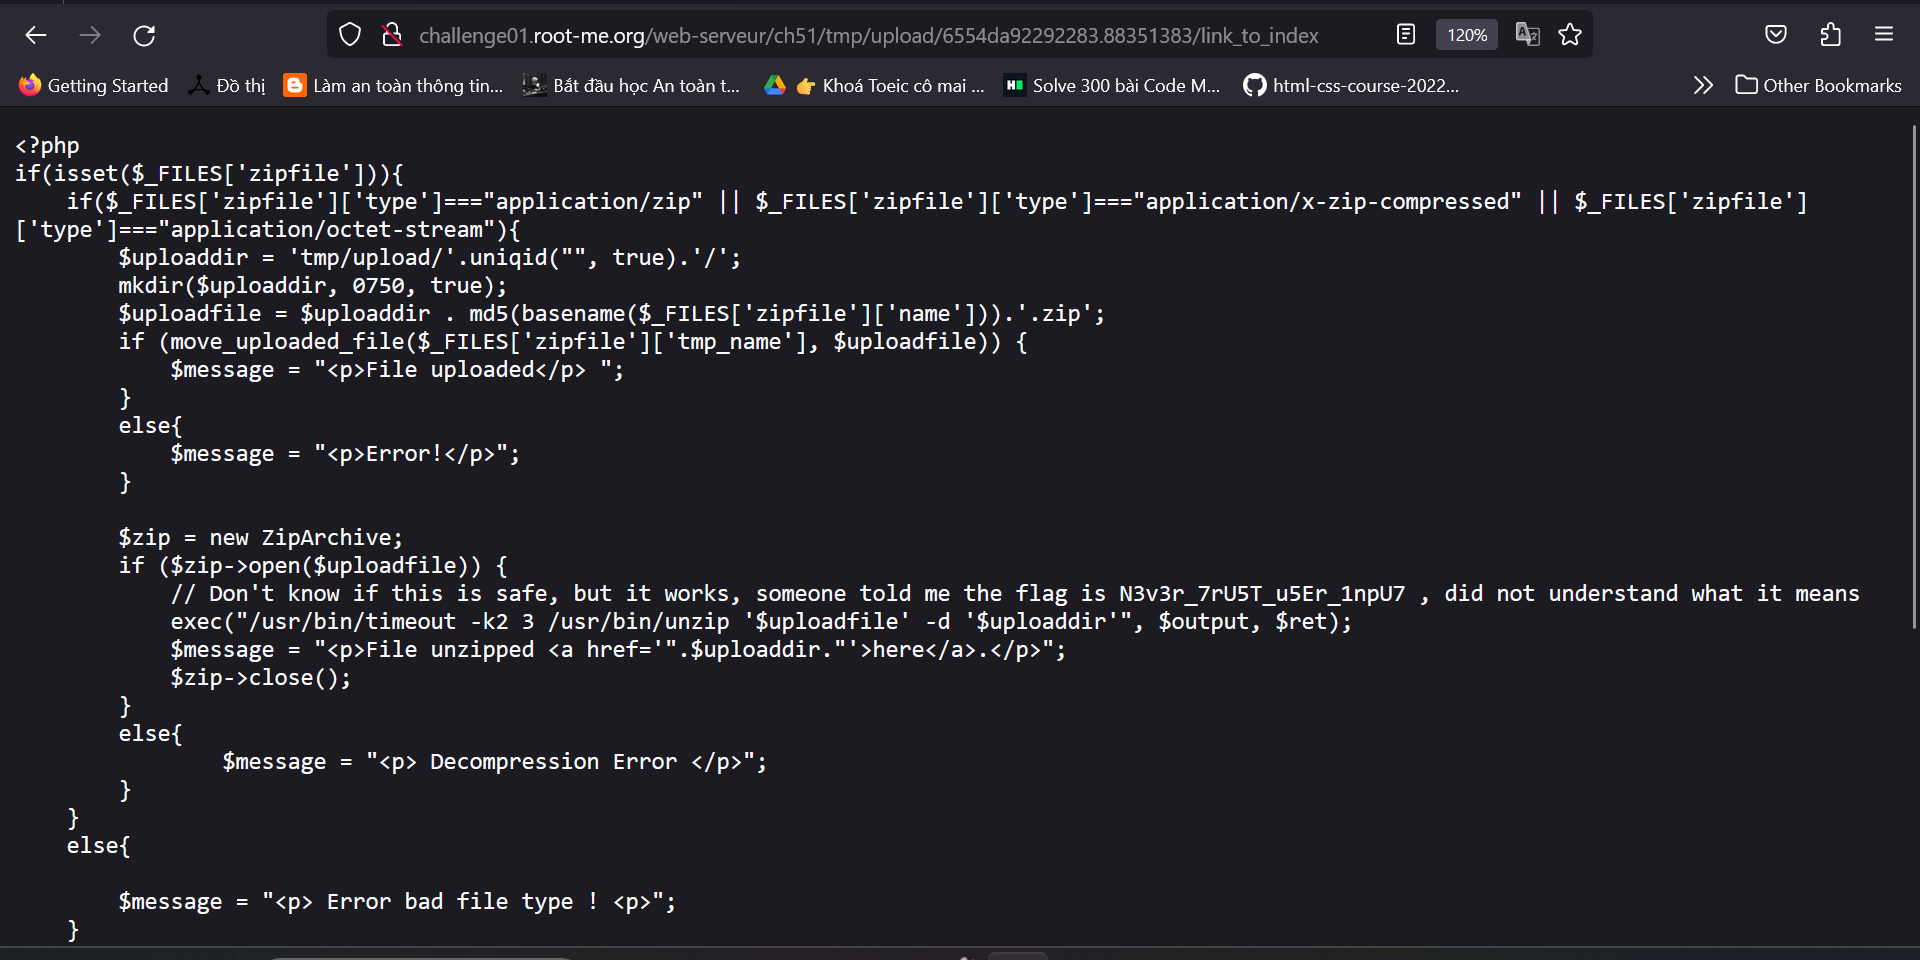 challenge01.root-me.org/web-serveur/ch51/tmp/upload/6554da92292283.88351383/link_to_index 120%
Getting Started Đồ thị Làm an toàn thông tin... Bắt đầu học An toàn t... Khoá Toeic cô mai ... Solve 300 bài Code M... html-css-course-2022... Other Bookmarks
<?php
if(isset($_FILES['zipfile'])){
    if($_FILES['zipfile']['type']==="application/zip" || $_FILES['zipfile']['type']==="application/x-zip-compressed" || $_FILES['zipfile']
['type']==="application/octet-stream"){
        $uploaddir = 'tmp/upload/'.uniqid("", true).'/';
        mkdir($uploaddir, 0750, true);
        $uploadfile = $uploaddir . md5(basename($_FILES['zipfile']['name'])).'.zip';
        if (move_uploaded_file($_FILES['zipfile']['tmp_name'], $uploadfile)) {
            $message = "<p>File uploaded</p> ";
        }
        else{
            $message = "<p>Error!</p>";
        }
        $zip = new ZipArchive;
        if ($zip->open($uploadfile)) {
            // Don't know if this is safe, but it works, someone told me the flag is N3v3r_7rU5T_u5Er_1npU7 , did not understand what it means
            exec("/usr/bin/timeout -k2 3 /usr/bin/unzip '$uploadfile' -d '$uploaddir'", $output, $ret);
            $message = "<p>File unzipped <a href='".$uploaddir."'>here</a>.</p>";
            $zip->close();
        }
        else{
                $message = "<p> Decompression Error </p>";
        }
    }
    else{
        $message = "<p> Error bad file type ! <p>";
    }